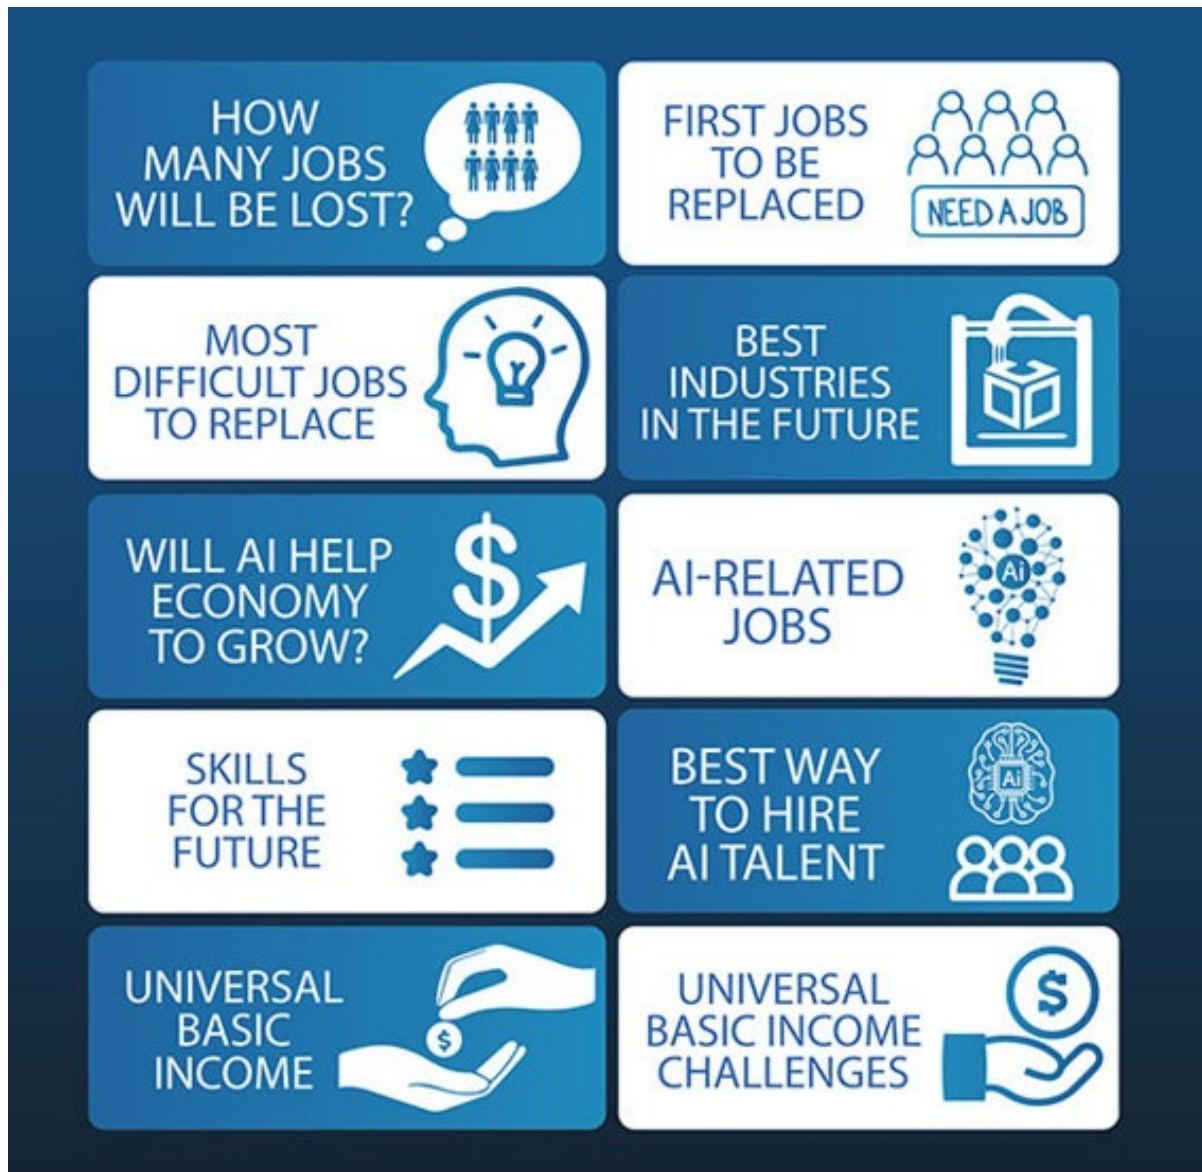 HOW
MANY JOBS
WILL BE LOST?
FIRST JOBS
TO BE
REPLACED
NEED A JOB
MOST
DIFFICULT JOBS
TO REPLACE
BEST
INDUSTRIES
IN THE FUTURE
WILL AI HELP
ECONOMY
TO GROW?
$
AI-RELATED
JOBS
Ai
SKILLS
FOR THE
FUTURE
BEST WAY
TO HIRE
AI TALENT
Ai
UNIVERSAL
BASIC
INCOME
$
UNIVERSAL
BASIC INCOME
CHALLENGES
$